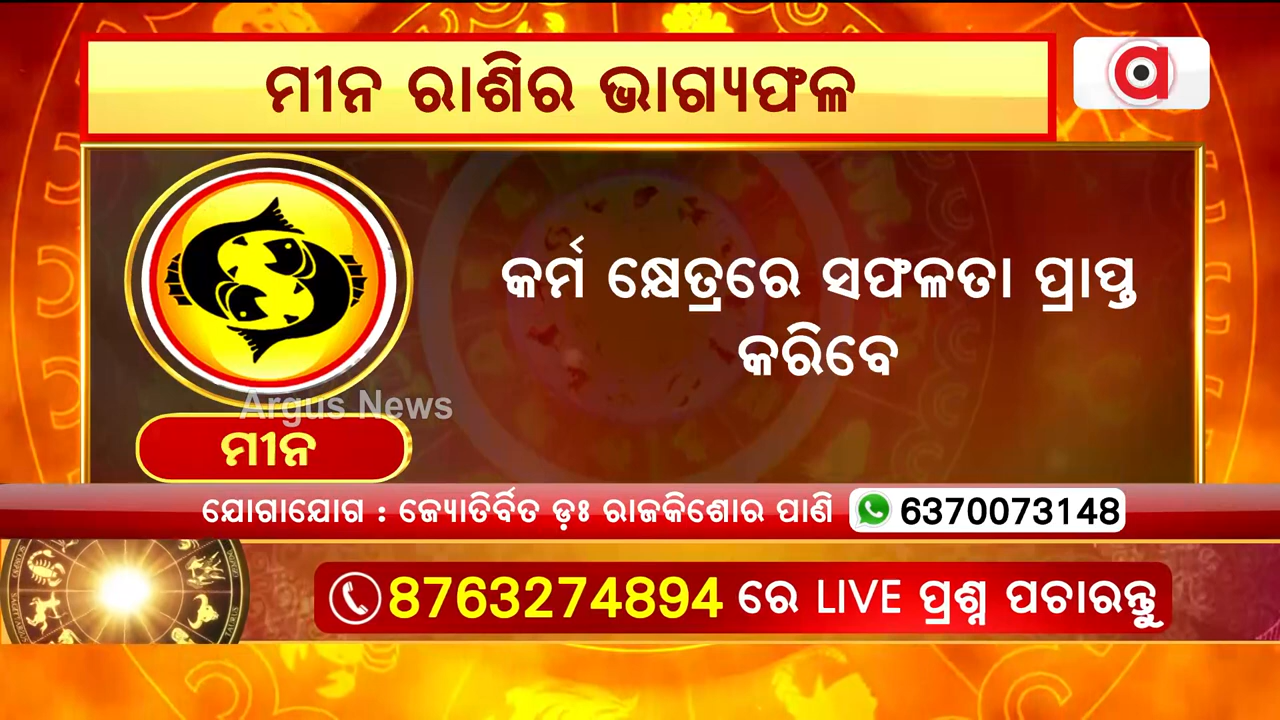 ମୀନ ରାଶିର ଭାଗ୍ୟଫଳ
କର୍ମ କ୍ଷେତ୍ରରେ ସଫଳତା ପ୍ରାପ୍ତ
କରିବେ
Argus News
ମୀନ
ଯୋଗାଯୋଗ : ଜ୍ୟୋତିର୍ବିତ ଡ଼ଃ ରାଜକିଶୋର ପାଣି 6370073148
8763274894 ରେ LIVE ପ୍ରଶ୍ନ ପଚାରନ୍ତୁ